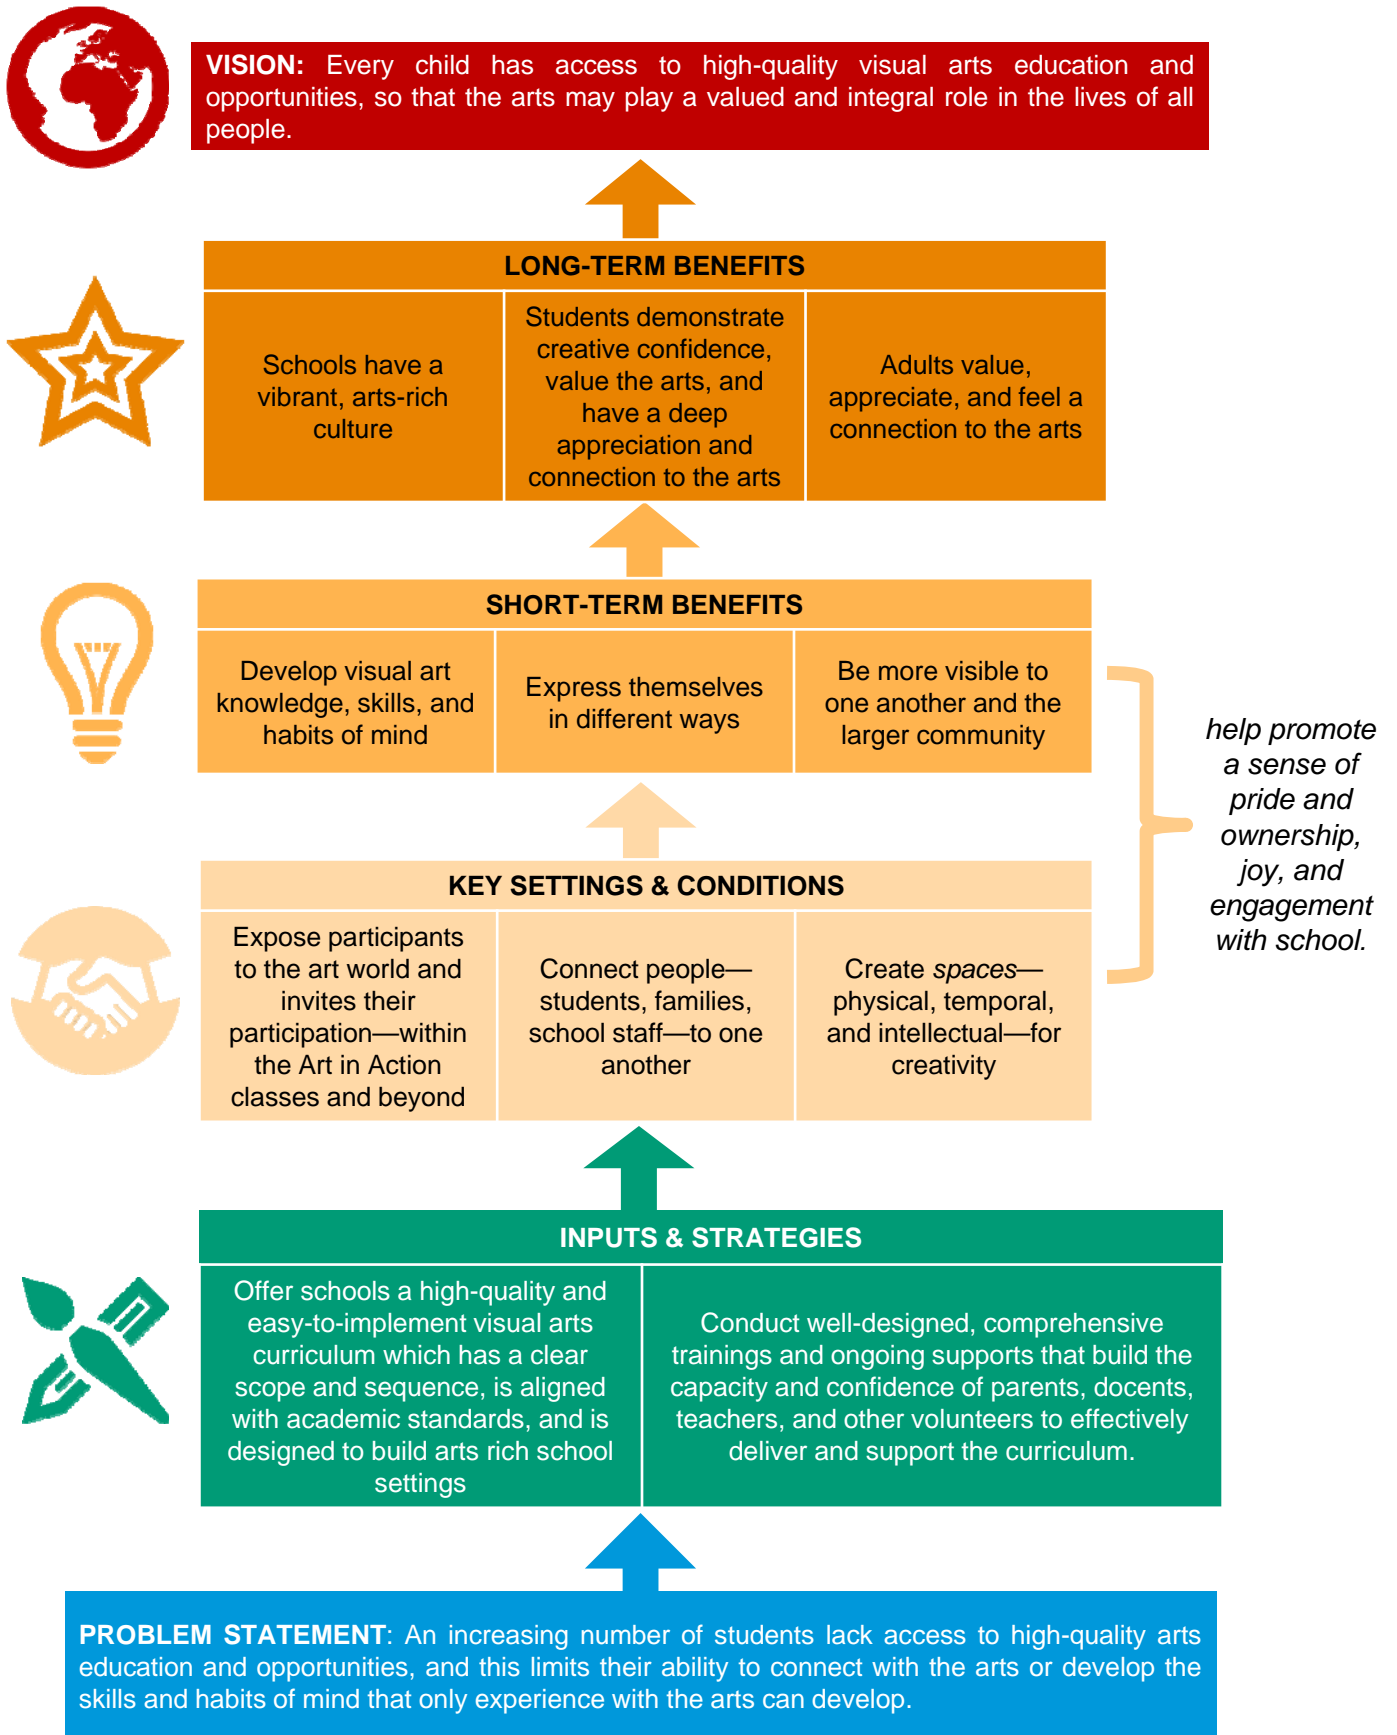 VISION: Every child has access to high-quality visual arts education and
opportunities, so that the arts may play a valued and integral role in the lives of all
people.
LONG-TERM BENEFITS
Schools have a
vibrant, arts-rich
culture
Students demonstrate
creative confidence,
value the arts, and
have a deep
appreciation and
connection to the arts
Adults value,
appreciate, and feel a
connection to the arts
SHORT-TERM BENEFITS
Develop visual art
knowledge, skills, and
habits of mind
Express themselves
in different ways
Be more visible to
one another and the
larger community
help promote
a sense of
pride and
ownership,
joy, and
engagement
with school.
KEY SETTINGS & CONDITIONS
Expose participants
to the art world and
invites their
participation—within
the Art in Action
classes and beyond
Connect people—
students, families,
school staff—to one
another
Create spaces—
physical, temporal,
and intellectual—for
creativity
INPUTS & STRATEGIES
Offer schools a high-quality and
easy-to-implement visual arts
curriculum which has a clear
scope and sequence, is aligned
with academic standards, and is
designed to build arts rich school
settings
Conduct well-designed, comprehensive
trainings and ongoing supports that build the
capacity and confidence of parents, docents,
teachers, and other volunteers to effectively
deliver and support the curriculum.
PROBLEM STATEMENT: An increasing number of students lack access to high-quality arts
education and opportunities, and this limits their ability to connect with the arts or develop the
skills and habits of mind that only experience with the arts can develop.